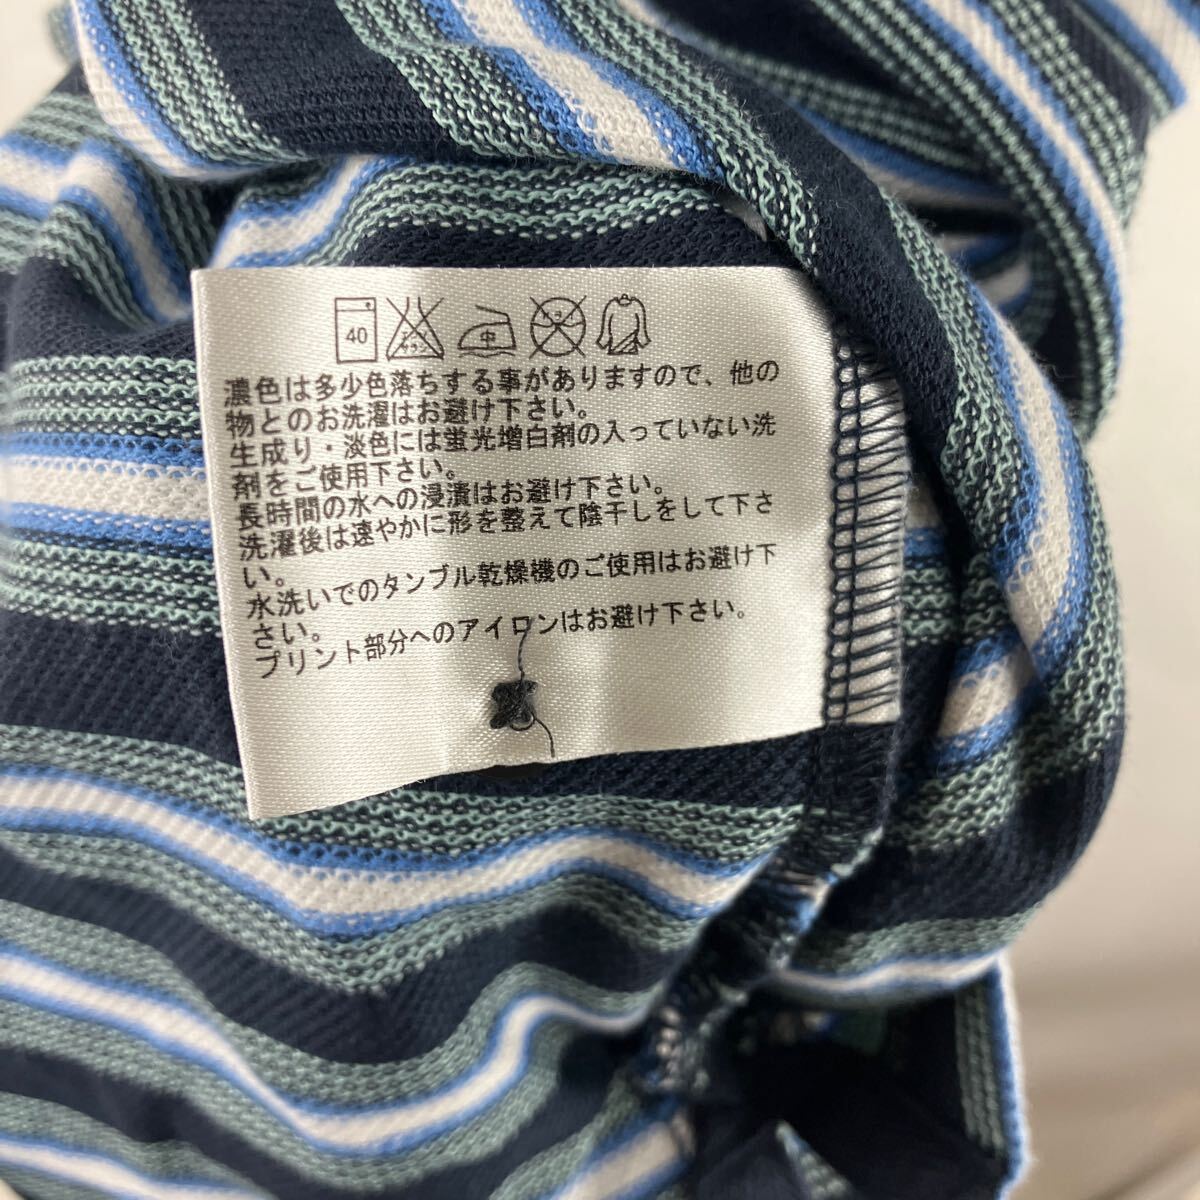 40 サラシ 中
濃色は多少色落ちする事がありますので、他の
物とのお洗濯はお避け下さい。
生成り・淡色には蛍光増白剤の入っていない洗
剤をご使用下さい。
長時間の水への浸漬はお避け下さい。
洗濯後は速やかに形を整えて陰干しをして下さ
い。
水洗いでのタンブル乾燥機のご使用はお避け下
さい。
プリント部分へのアイロンはお避け下さい。